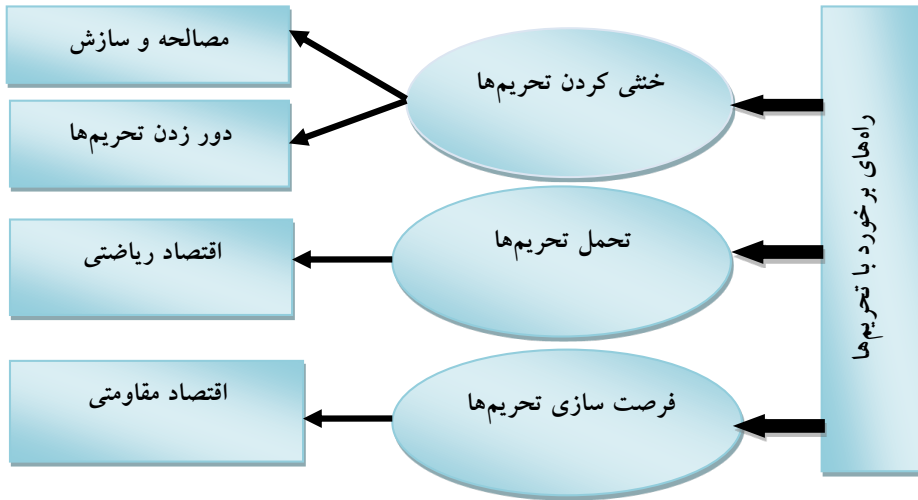 راه‌های برخورد با تحریم‌ها
خنثی کردن تحریم‌ها
مصالحه و سازش
دور زدن تحریم‌ها
تحمل تحریم‌ها
اقتصاد ریاضتی
فرصت سازی تحریم‌ها
اقتصاد مقاومتی